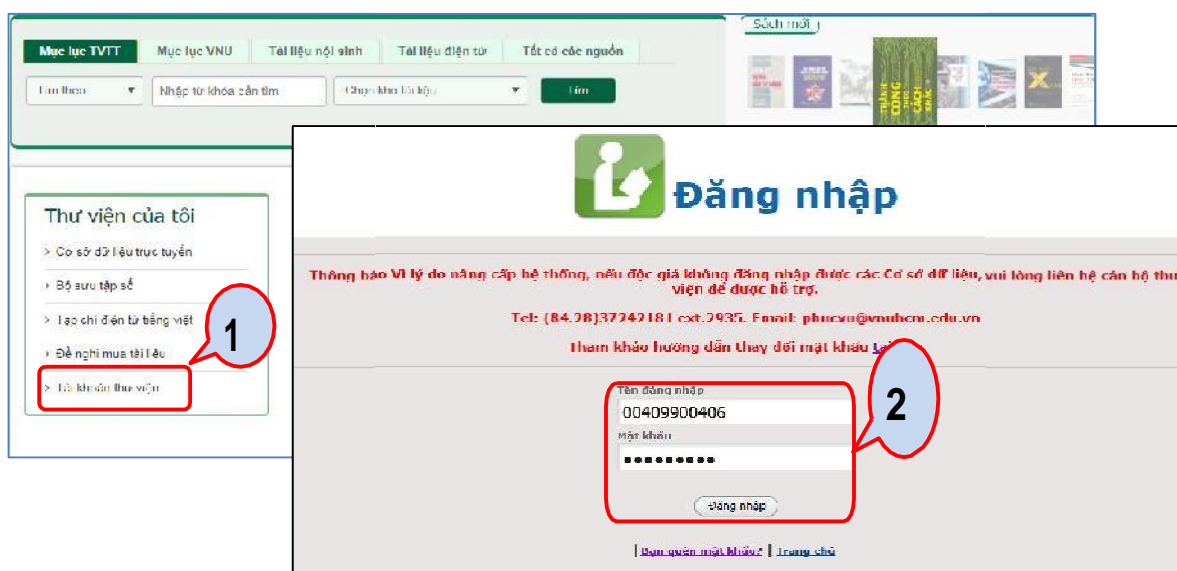 Sách mới
Mục lục TVTT
Mục lục VNU
Tài liệu nội sinh
Tài liệu điện tử
Tất cả các nguồn
Tìm theo
Nhập từ khóa cần tìm
Chọn kho tài liệu
Tìm
THÀNH
CÔNG
THEO
CÁCH
KHÁC
Thư viện của tôi
> Cơ sở dữ liệu trực tuyến
> Bộ sưu tập số
> Tạp chí điện tử tiếng việt
> Đề nghị mua tài liệu
> Tài khoản thư viện
1
Đăng nhập
Thông báo Vì lý do nâng cấp hệ thống, nếu độc giả không đăng nhập được các Cơ sở dữ liệu, vui lòng liên hệ cán bộ thư
viện để được hỗ trợ.
Tel: (84.28)37242181 ext.2935. Email: phucvu@vnuhcm.edu.vn
Tham khảo hướng dẫn thay đổi mật khẩu
Tên đăng nhập
00409900406
Mật khẩu
2
Đăng nhập
| Bạn quên mật khẩu? | Trang chủ